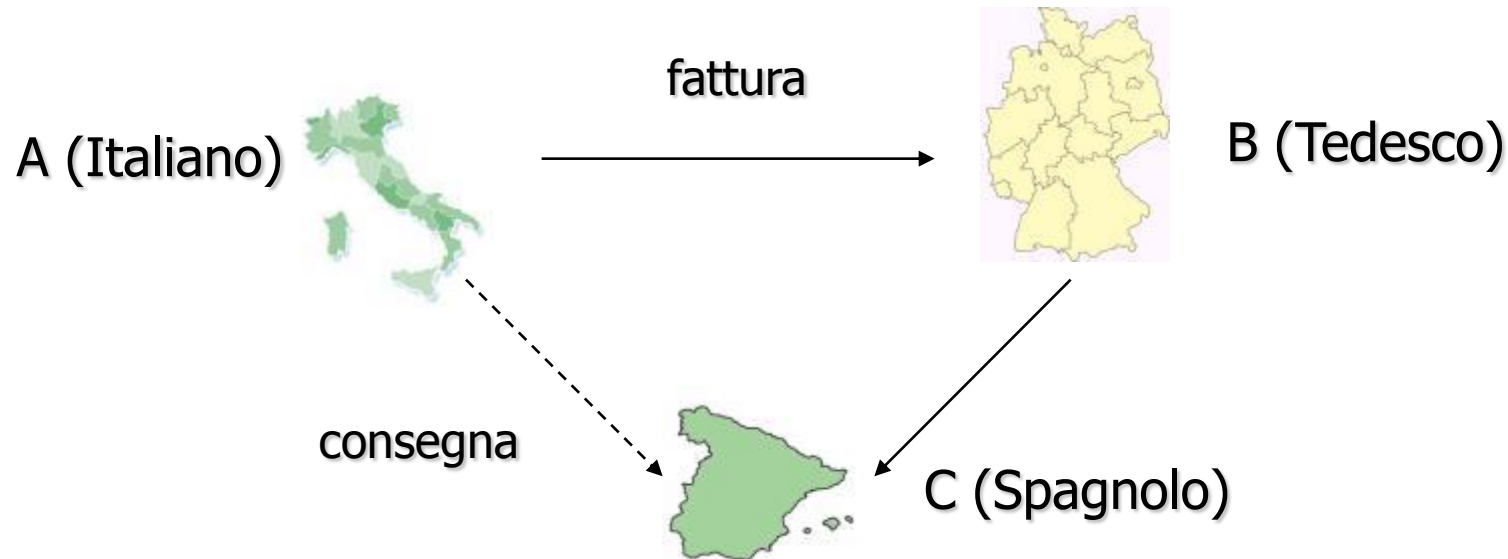 fattura
A (Italiano)
B (Tedesco)
consegna
C (Spagnolo)